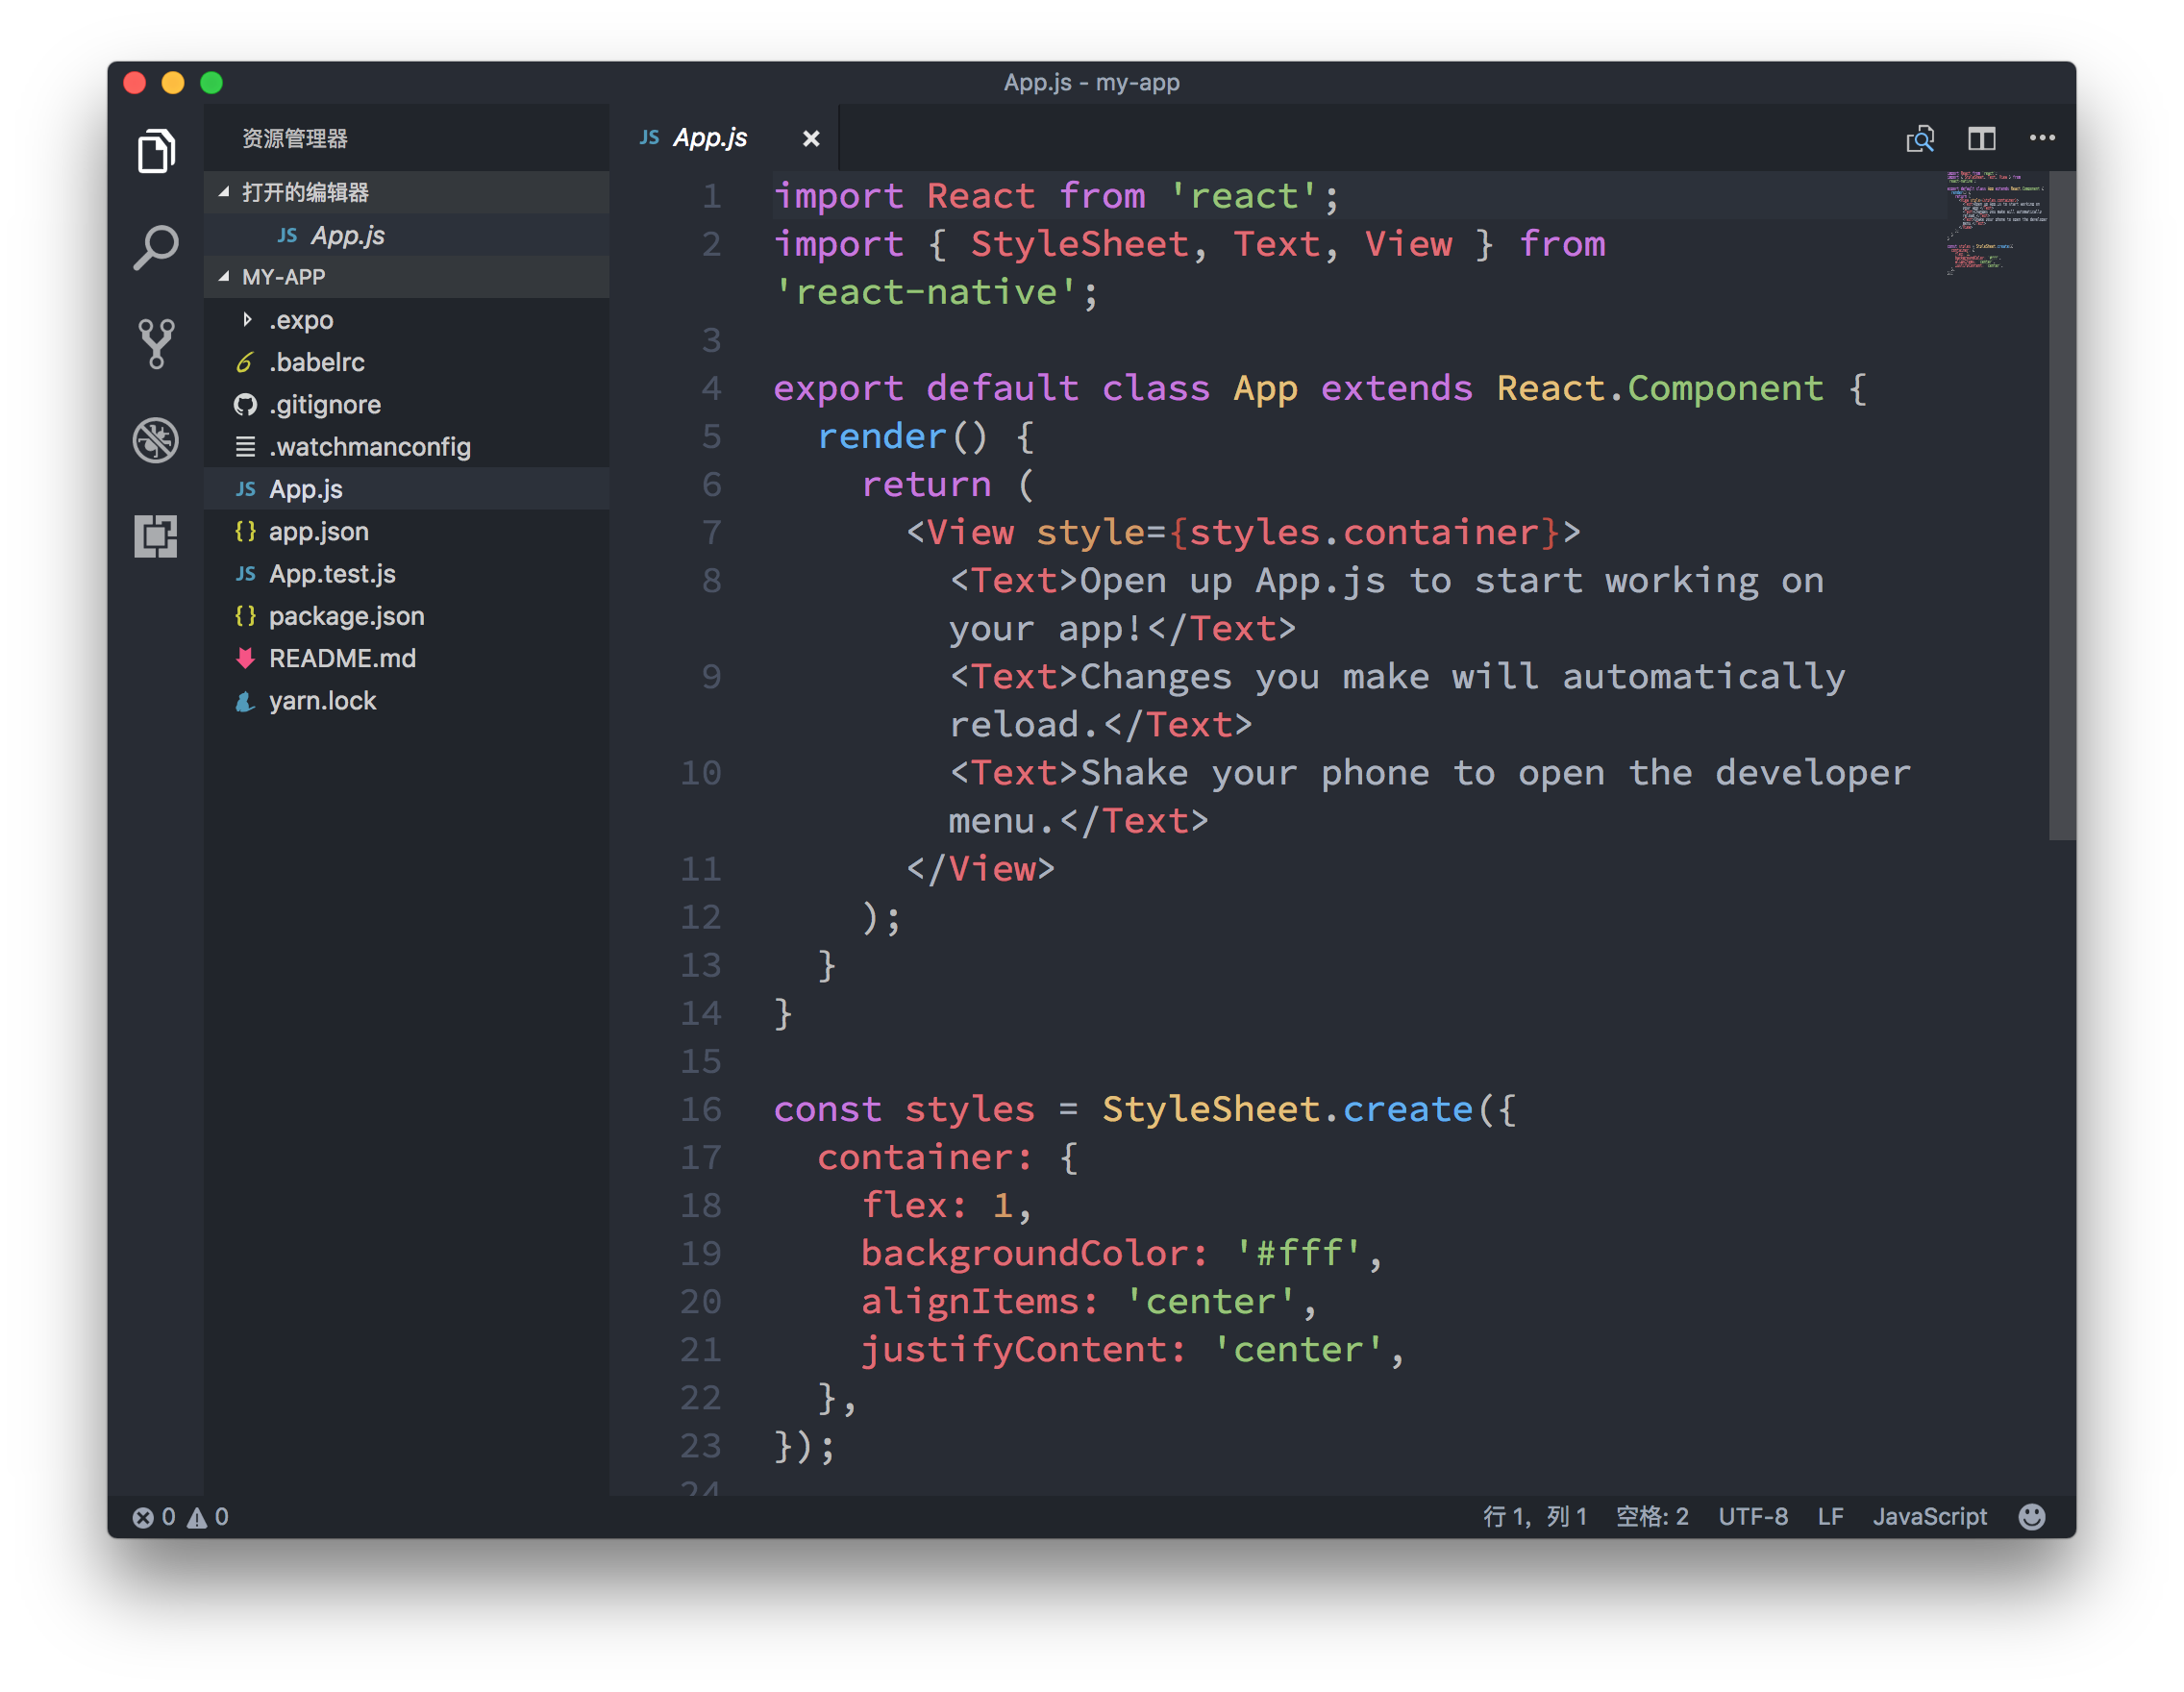 App.js - my-app
资源管理器
打开的编辑器
JS App.js
MY-APP
.expo
.babelrc
.gitignore
.watchmanconfig
JS App.js
{} app.json
JS App.test.js
{} package.json
README.md
yarn.lock
JS App.js
1 import React from 'react';
2 import { StyleSheet, Text, View } from
'react-native';
3
4 export default class App extends React.Component {
5 render() {
6 return (
7 <View style={styles.container}>
8 <Text>Open up App.js to start working on
your app!</Text>
9 <Text>Changes you make will automatically
reload.</Text>
10 <Text>Shake your phone to open the developer
menu.</Text>
11 </View>
12 );
13 }
14 }
15
16 const styles = StyleSheet.create({
17 container: {
18 flex: 1,
19 backgroundColor: '#fff',
20 alignItems: 'center',
21 justifyContent: 'center',
22 },
23 });
24
0 0
行 1，列 1 空格: 2 UTF-8 LF JavaScript